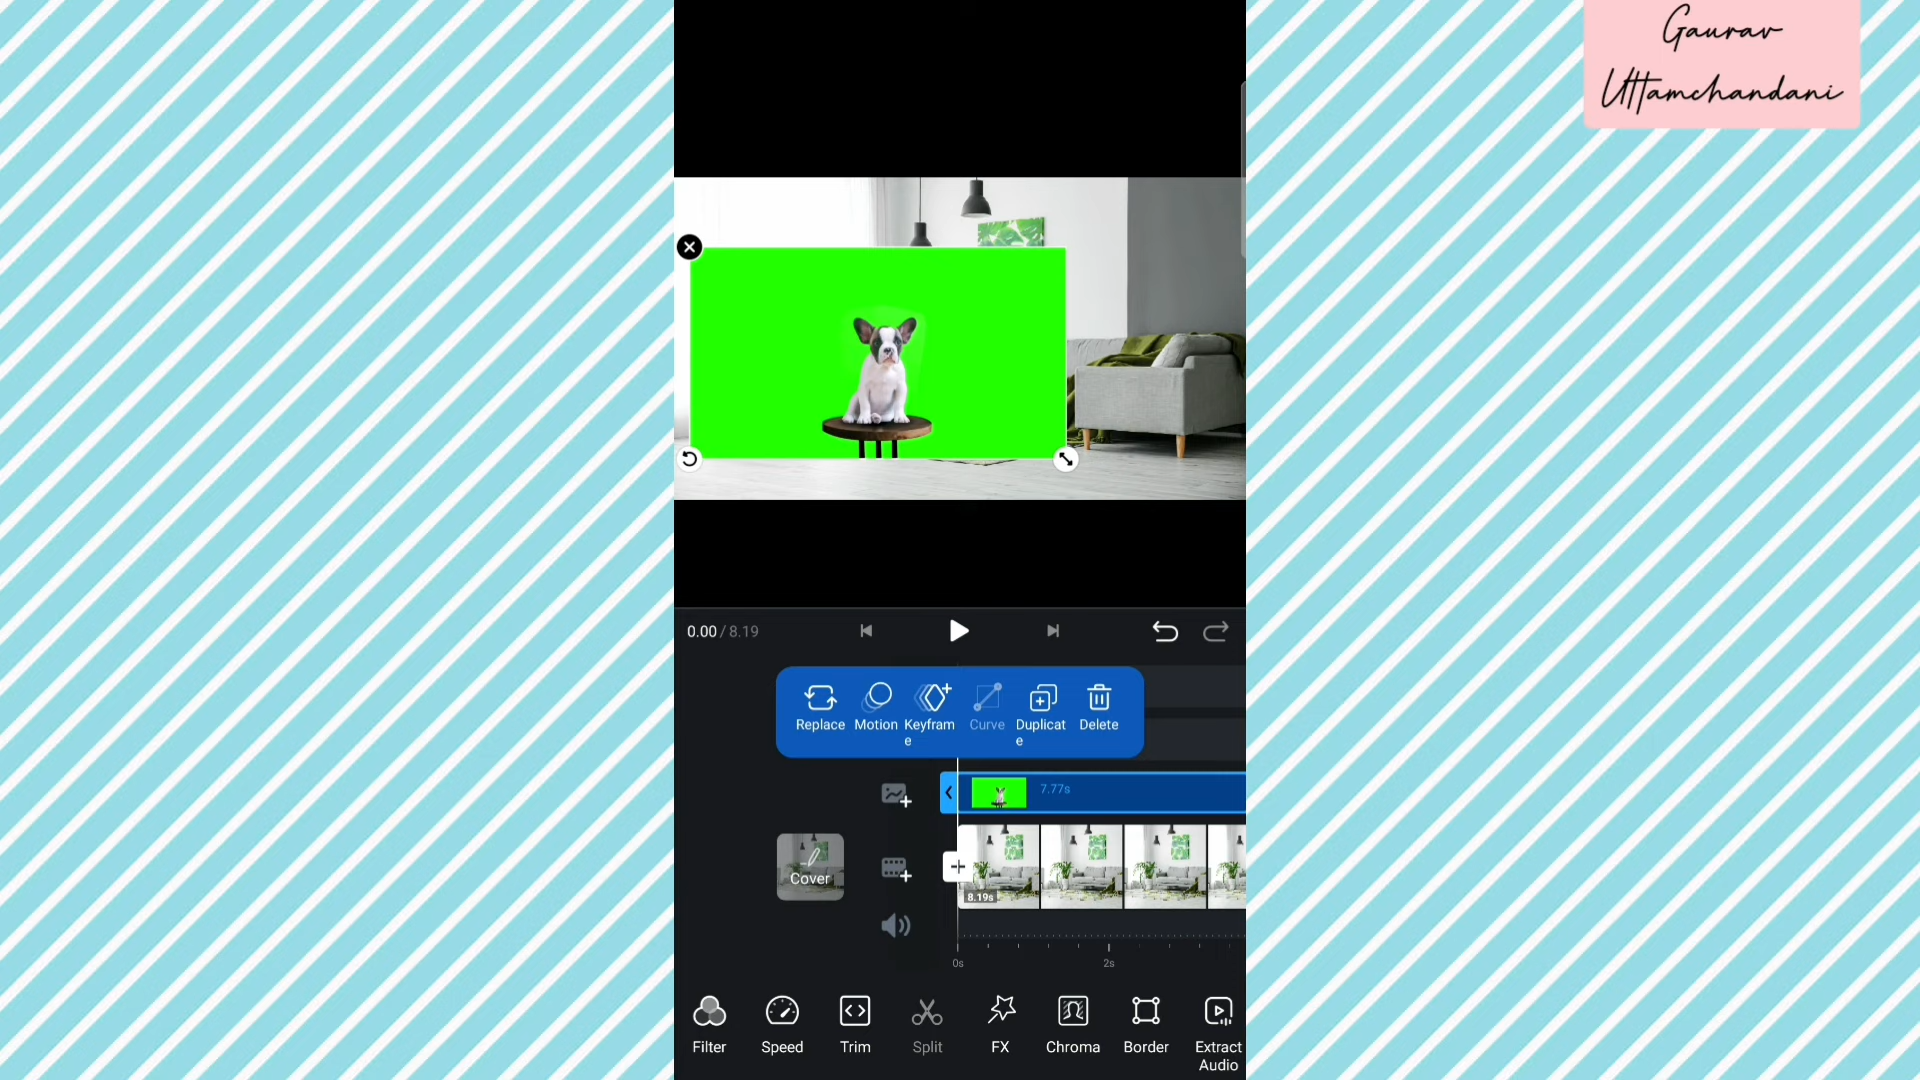 Gaurav
Uttamchandani
0.00 / 8.19
Replace Motion Keyfram Curve Duplicat Delete
e e
7.77s
Cover
8.19s
0s 2s
Filter Speed Trim Split FX Chroma Border Extract
Audio